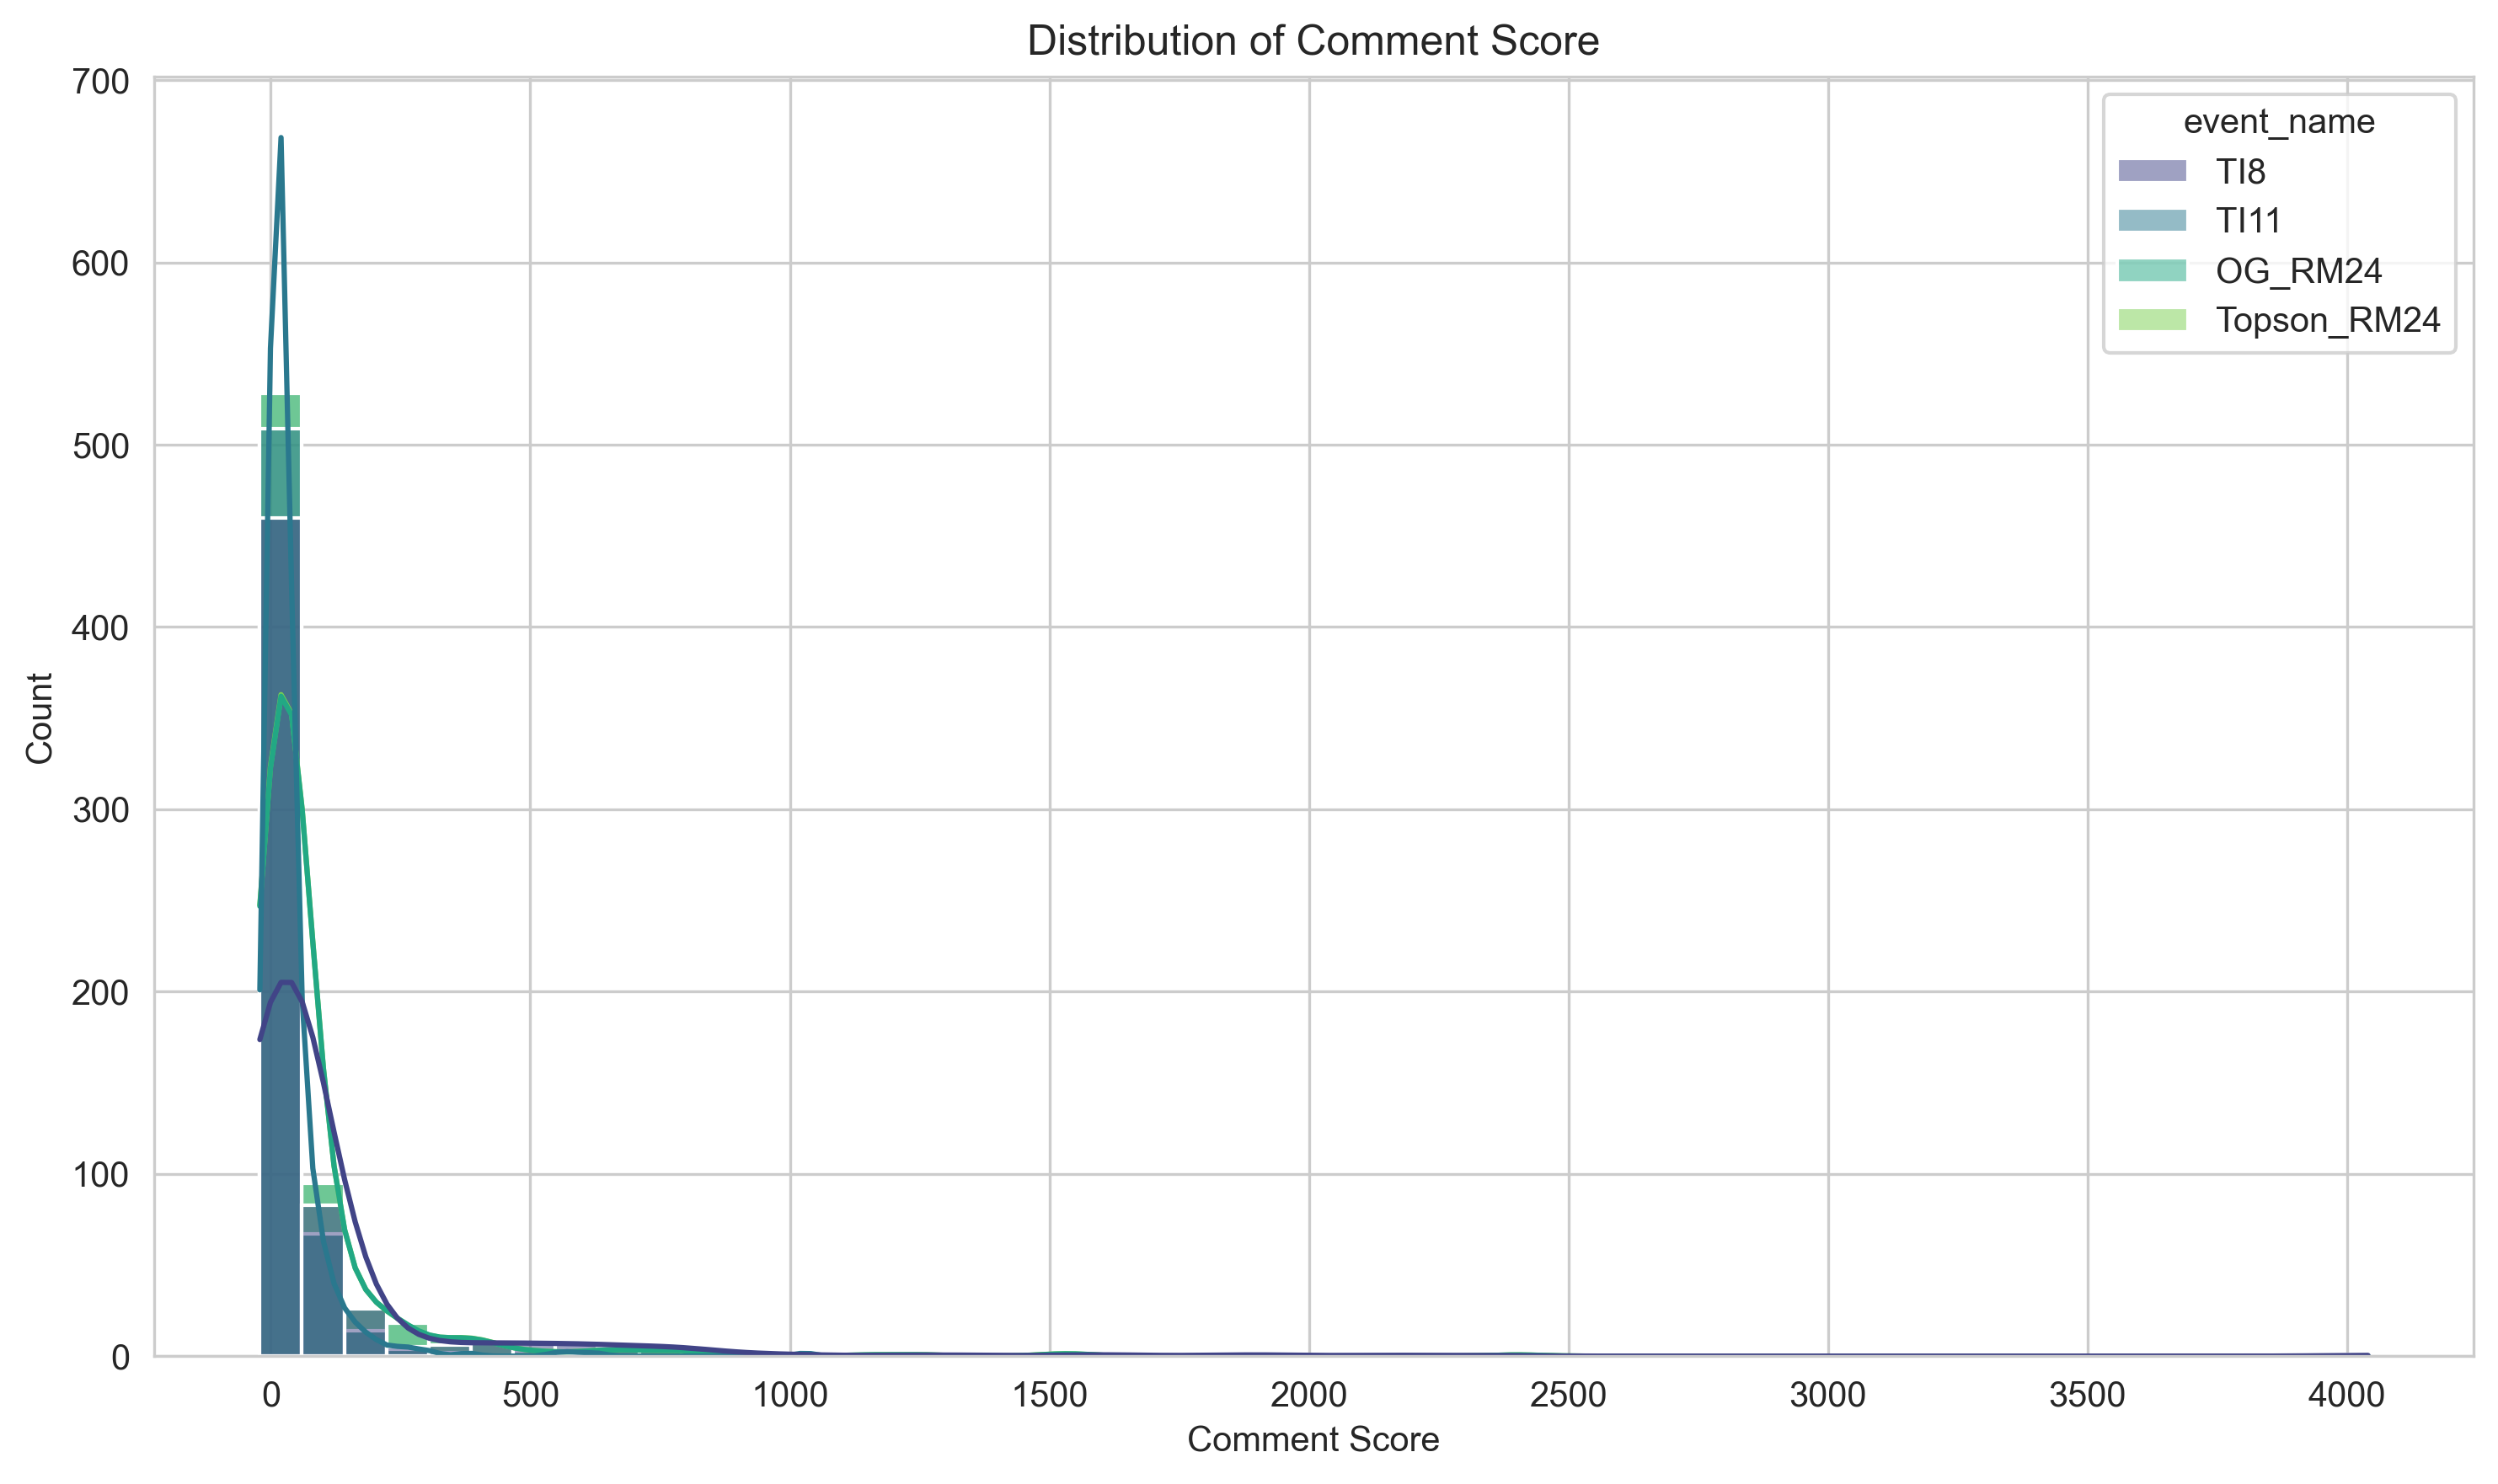 Distribution of Comment Score
700
600
500
400
300
200
100
0
Count
event_name
TI8
TI11
OG_RM24
Topson_RM24
0 500 1000 1500 2000 2500 3000 3500 4000
Comment Score